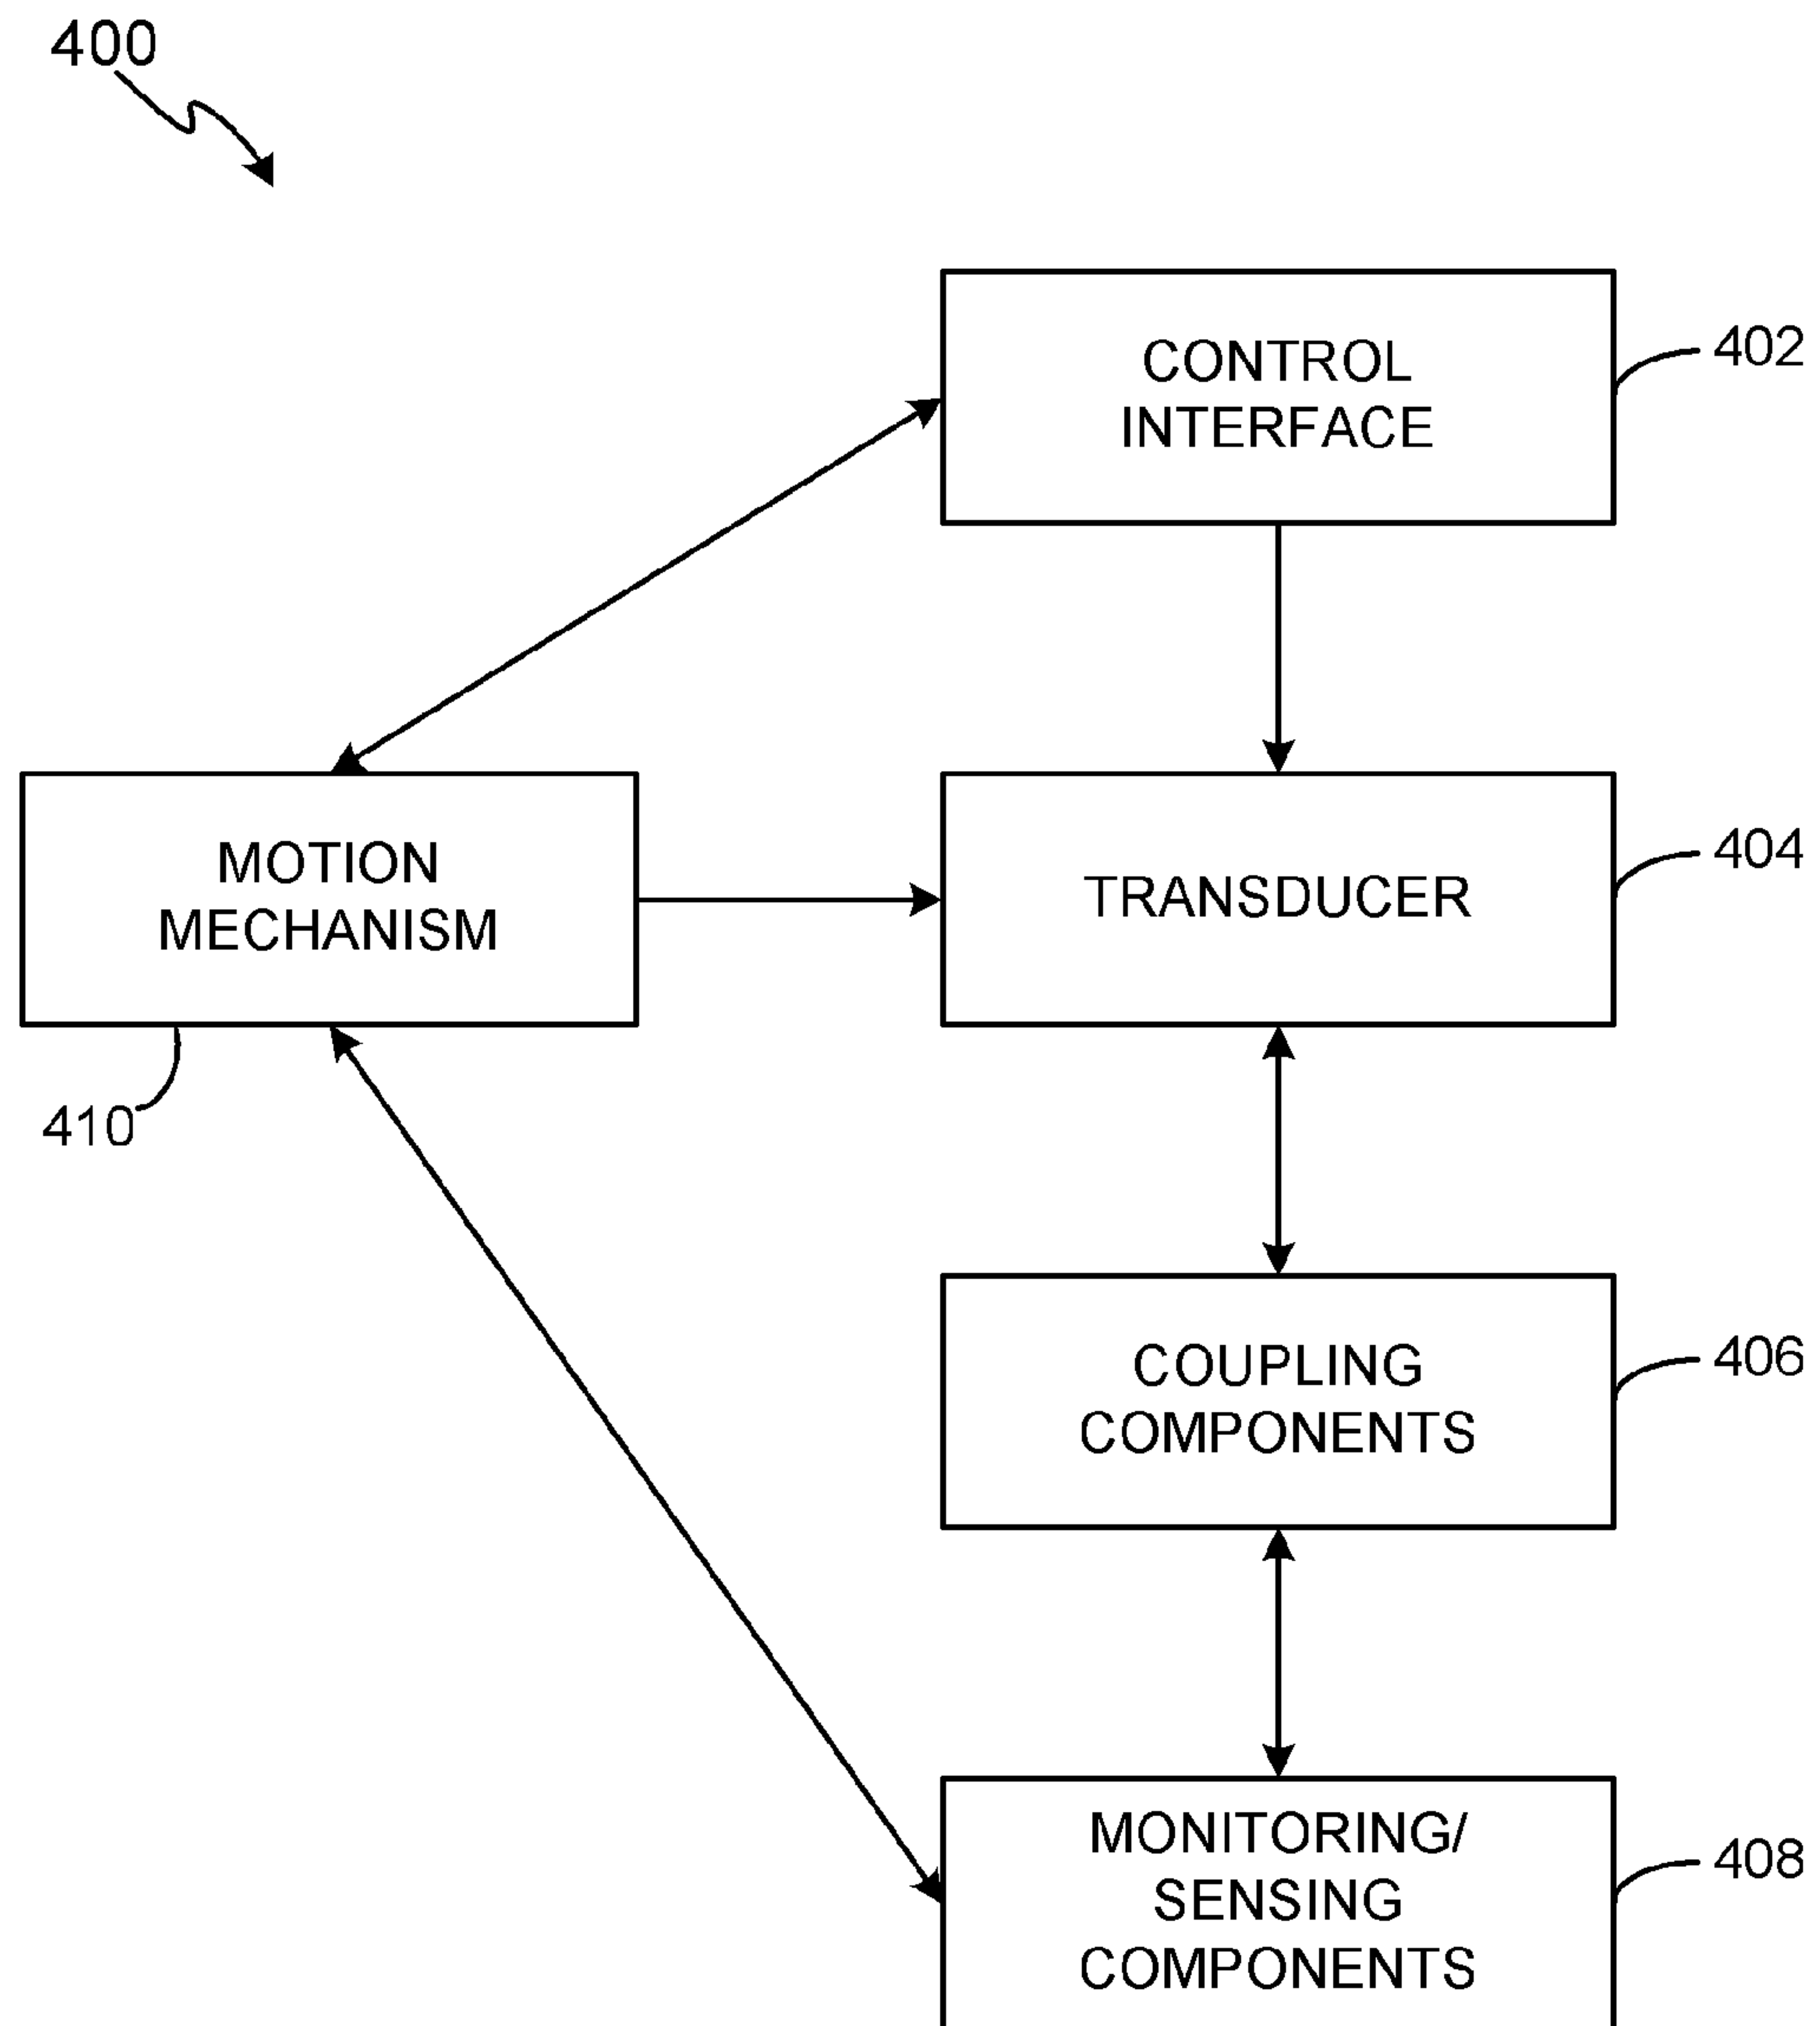 400
CONTROL
INTERFACE
402
MOTION
MECHANISM
410
TRANSDUCER
404
COUPLING
COMPONENTS
406
MONITORING/
SENSING
COMPONENTS
408